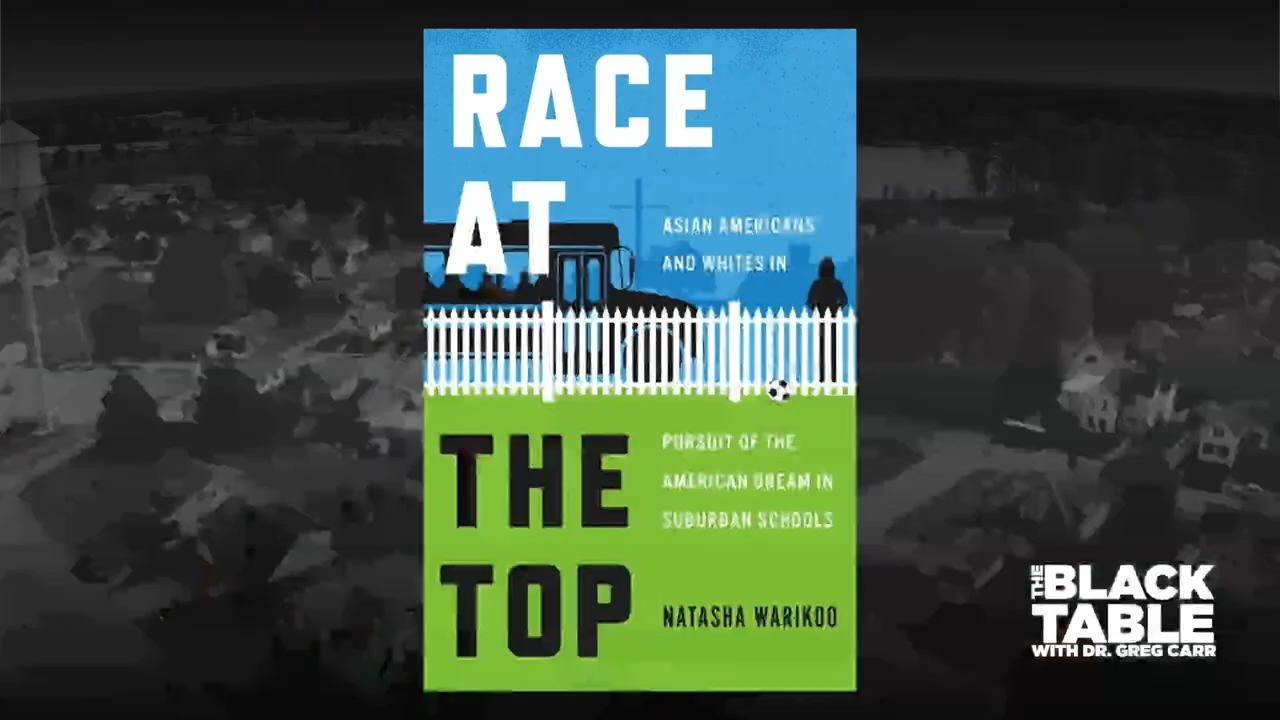 RACE
AT
ASIAN AMERICANS
AND WHITES IN
THE
PURSUIT OF THE
AMERICAN DREAM IN
SUBURBAN SCHOOLS
TOP
NATASHA WARIKOO
THE BLACK
TABLE
WITH DR. GREG CARR